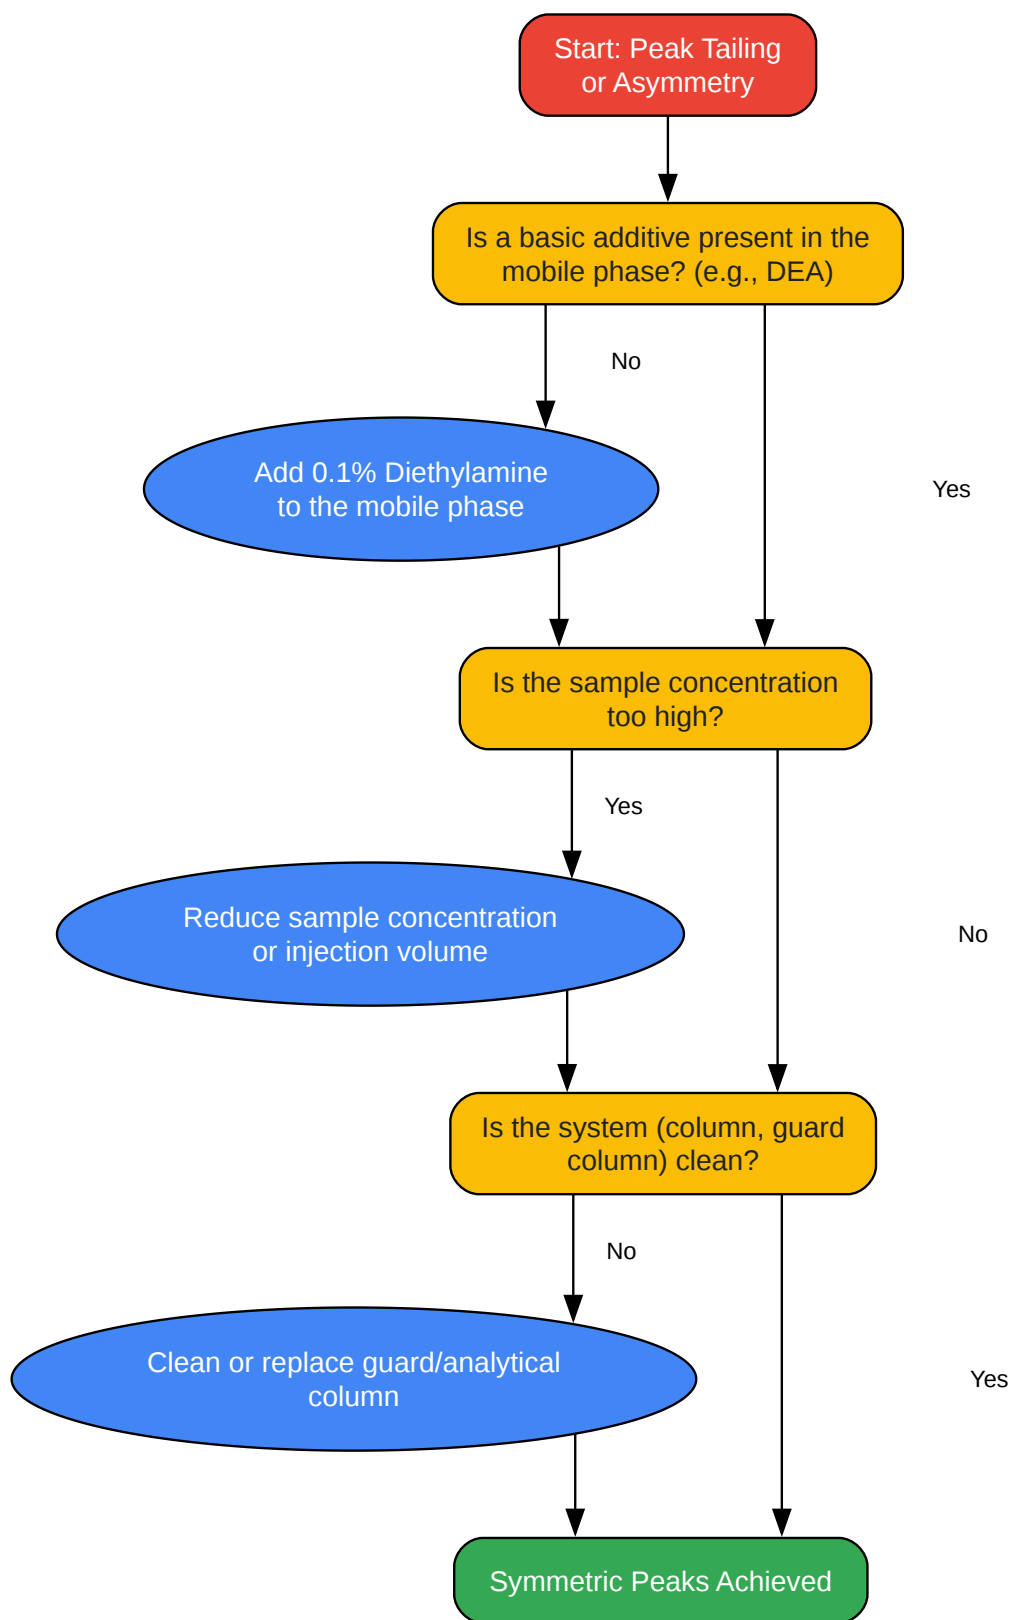 Start: Peak Tailing
or Asymmetry
Is a basic additive present in the
mobile phase? (e.g., DEA)
No
Add 0.1% Diethylamine
to the mobile phase
Yes
Is the sample concentration
too high?
Yes
Reduce sample concentration
or injection volume
No
Is the system (column, guard
column) clean?
No
Clean or replace guard/analytical
column
Yes
Symmetric Peaks Achieved